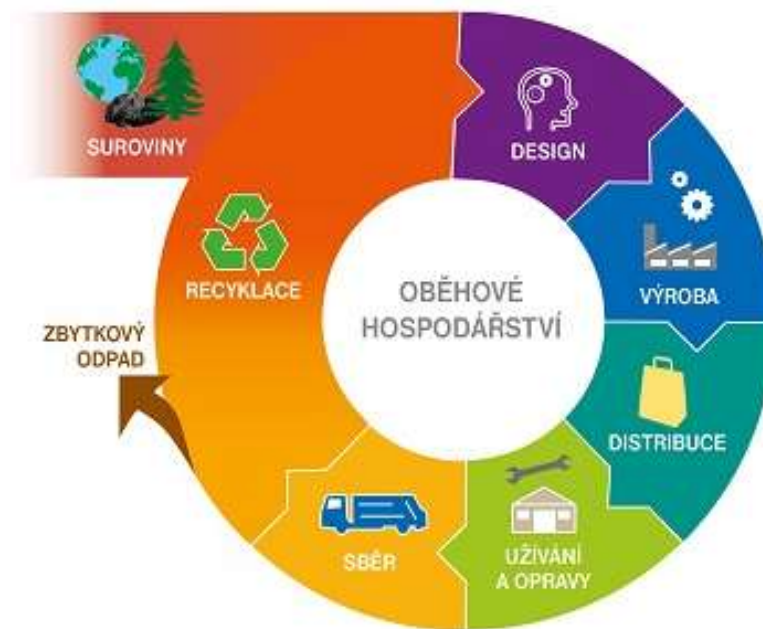 SUROVINY
DESIGN
VÝROBA
DISTRIBUCE
UŽÍVÁNÍ
A OPRAVY
SBĚR
RECYKLACE
ZBYTKOVÝ
ODPAD
OBĚHOVÉ
HOSPODÁŘSTVÍ